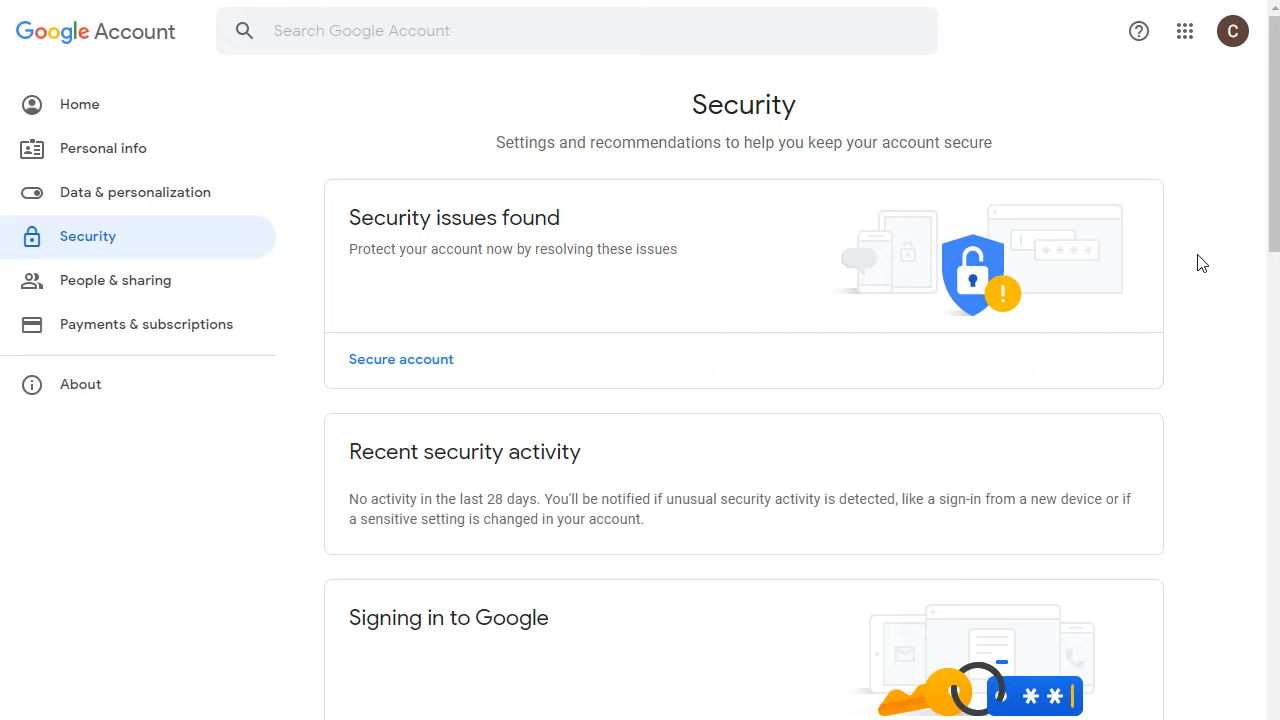 Google Account
Search Google Account
C
Home
Personal info
Data & personalization
Security
People & sharing
Payments & subscriptions
About
Security
Settings and recommendations to help you keep your account secure
Security issues found
Protect your account now by resolving these issues
****
!
Secure account
Recent security activity
No activity in the last 28 days. You'll be notified if unusual security activity is detected, like a sign-in from a new device or if
a sensitive setting is changed in your account.
Signing in to Google
**